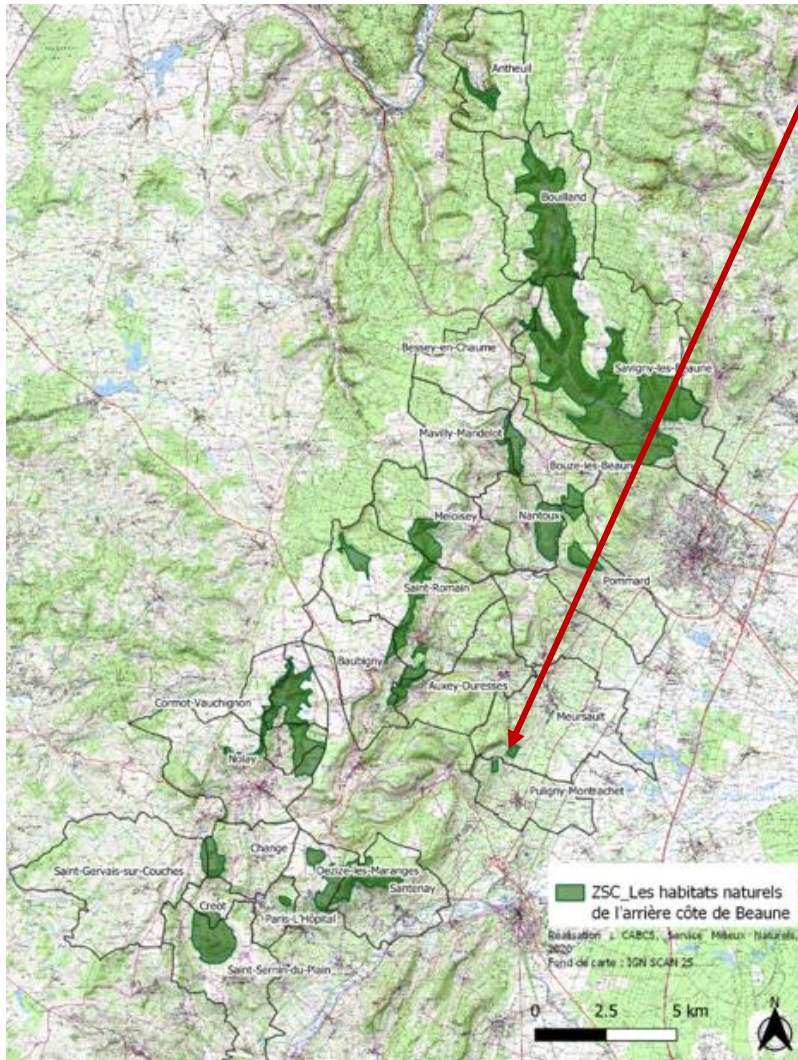 Antheuil
Bouilland
Bessey-en-Chaume
Savigny-les-Beaune
Mavilly-Mandelot
Bouze-les-Beaune
Meloisey
Nantoux
Saint-Romain
Pommard
Baubigny
Auxey-Duresses
Cormot-Vauchignon
Meursault
Nolay
Puligny-Montrachet
Change
Saint-Gervais-sur-Couches
Dezize-les-Maranges
Santenay
Créot
Paris-L'Hôpital
Saint-Sernin-du-Plain
ZSC_Les habitats naturels
de l'arrière côte de Beaune
Réalisation : CABCS, Service Milieux Naturels,
2020
Fond de carte : IGN SCAN 25
N
0 2.5 5 km